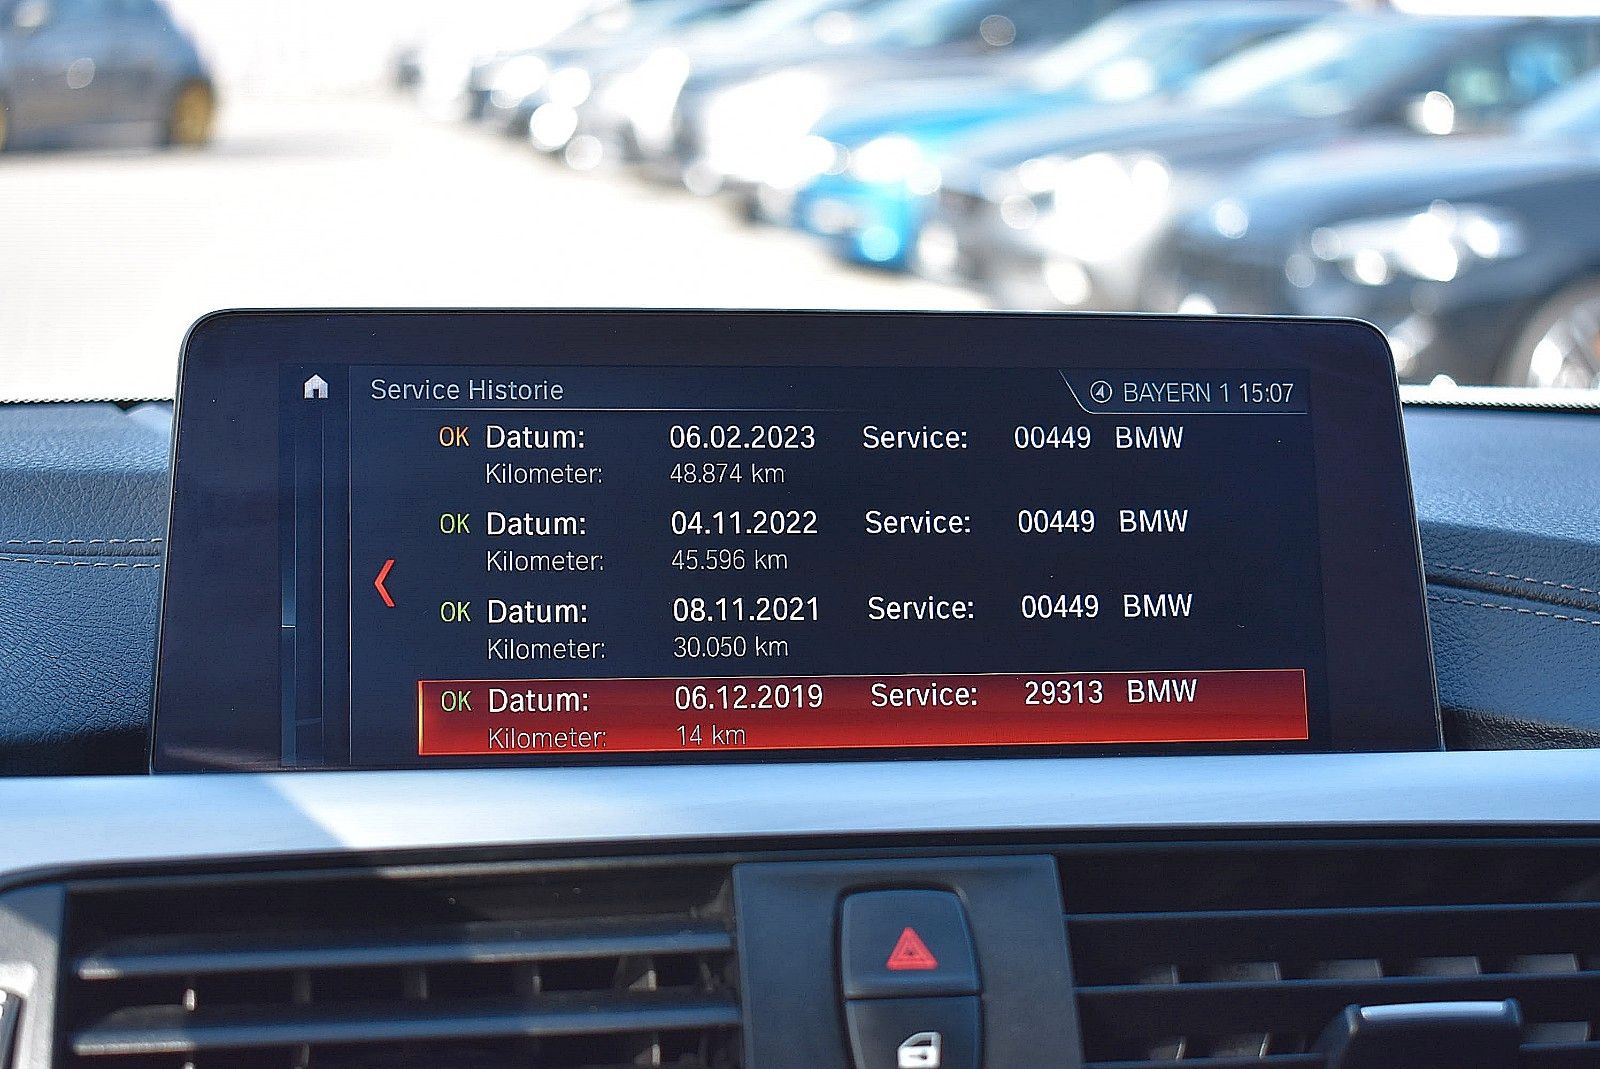 Service Historie BAYERN 1 15:07
OK Datum: 06.02.2023 Service: 00449 BMW
Kilometer: 48.874 km
OK Datum: 04.11.2022 Service: 00449 BMW
Kilometer: 45.596 km
OK Datum: 08.11.2021 Service: 00449 BMW
Kilometer: 30.050 km
OK Datum: 06.12.2019 Service: 29313 BMW
Kilometer: 14 km